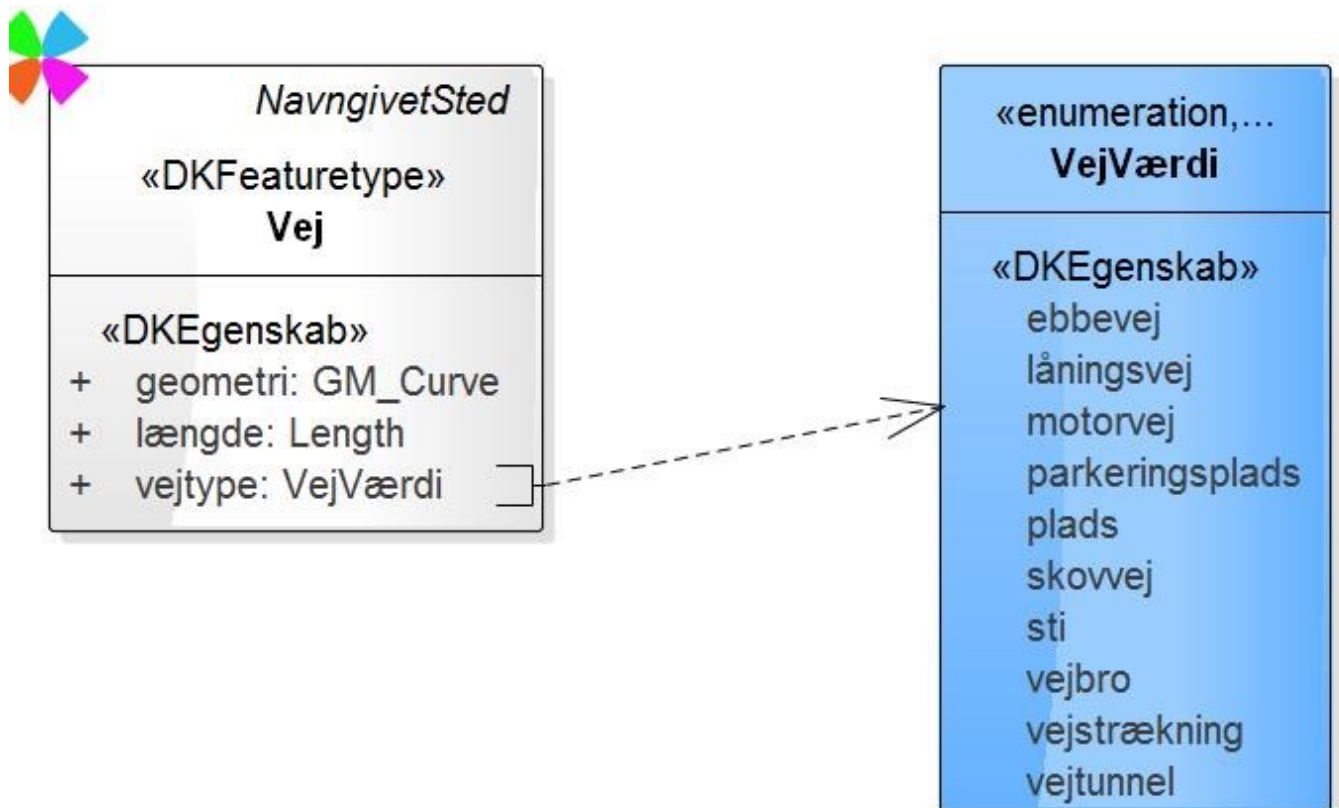 NavngivetSted
«DKFeaturetype»
Vej
«DKEgenskab»
+ geometri: GM_Curve
+ længde: Length
+ vejtype: VejVærdi
«enumeration,...
VejVærdi
«DKEgenskab»
ebbevej
låningsvej
motorvej
parkeringsplads
plads
skovvej
sti
vejbro
vejstrækning
vejtunnel